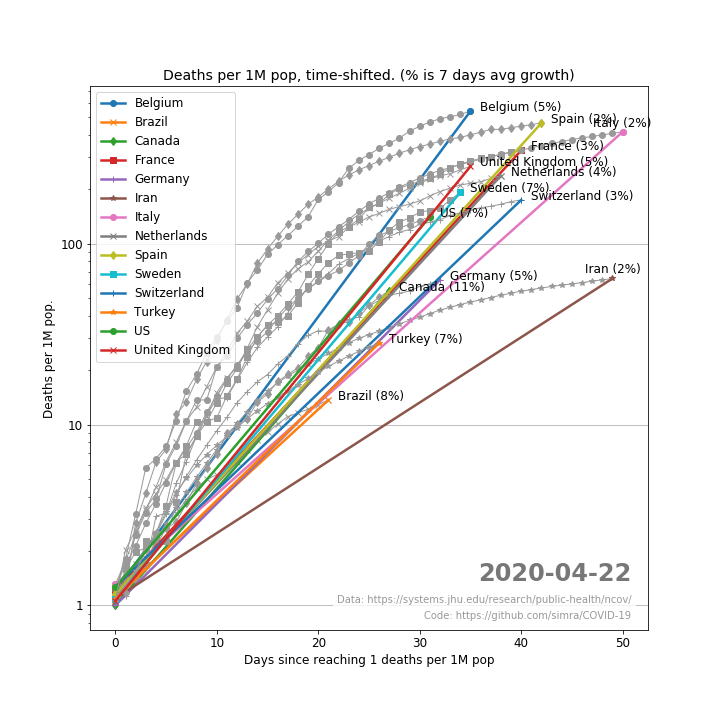 Deaths per 1M pop, time-shifted. (% is 7 days avg growth)
Belgium
Brazil
Canada
France
Germany
Iran
Italy
Netherlands
Spain
Sweden
Switzerland
Turkey
US
United Kingdom
Belgium (5%)
Spain (2%)
Italy (2%)
France (3%)
United Kingdom (5%)
Netherlands (4%)
Sweden (7%)
Switzerland (3%)
US (7%)
Iran (2%)
Germany (5%)
Canada (11%)
Turkey (7%)
Brazil (8%)
100
10
1
Deaths per 1M pop.
2020-04-22
Data: https://systems.jhu.edu/research/public-health/ncov/
Code: https://github.com/simra/COVID-19
0 10 20 30 40 50
Days since reaching 1 deaths per 1M pop